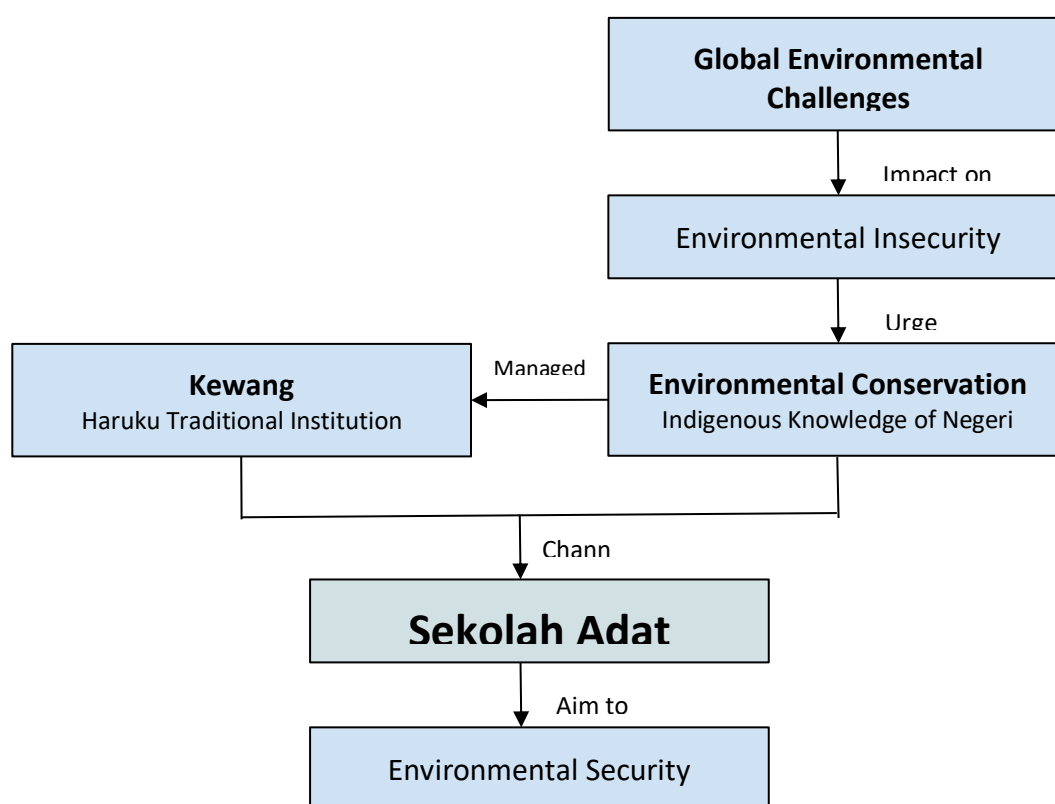 Global Environmental
Challenges
Impact on
Environmental Insecurity
Urge
Managed
Environmental Conservation
Indigenous Knowledge of Negeri
Kewang
Haruku Traditional Institution
Chann
Sekolah Adat
Aim to
Environmental Security